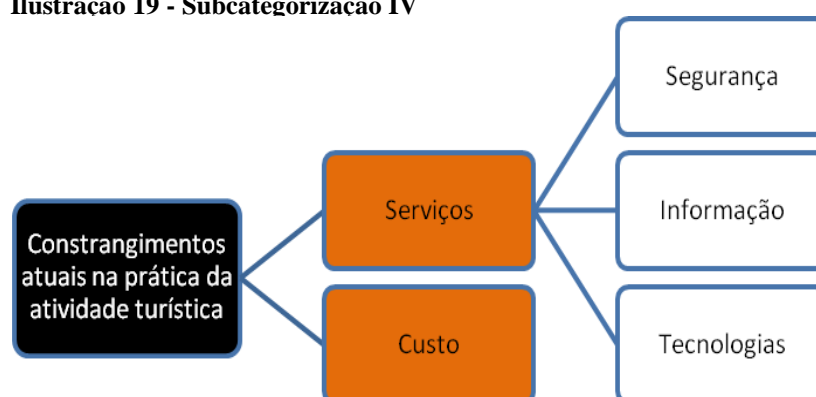 Ilustração 19 - Subcategorização IV
Segurança
Serviços
Informação
Constrangimentos
atuais na prática da
atividade turística
Custo
Tecnologias